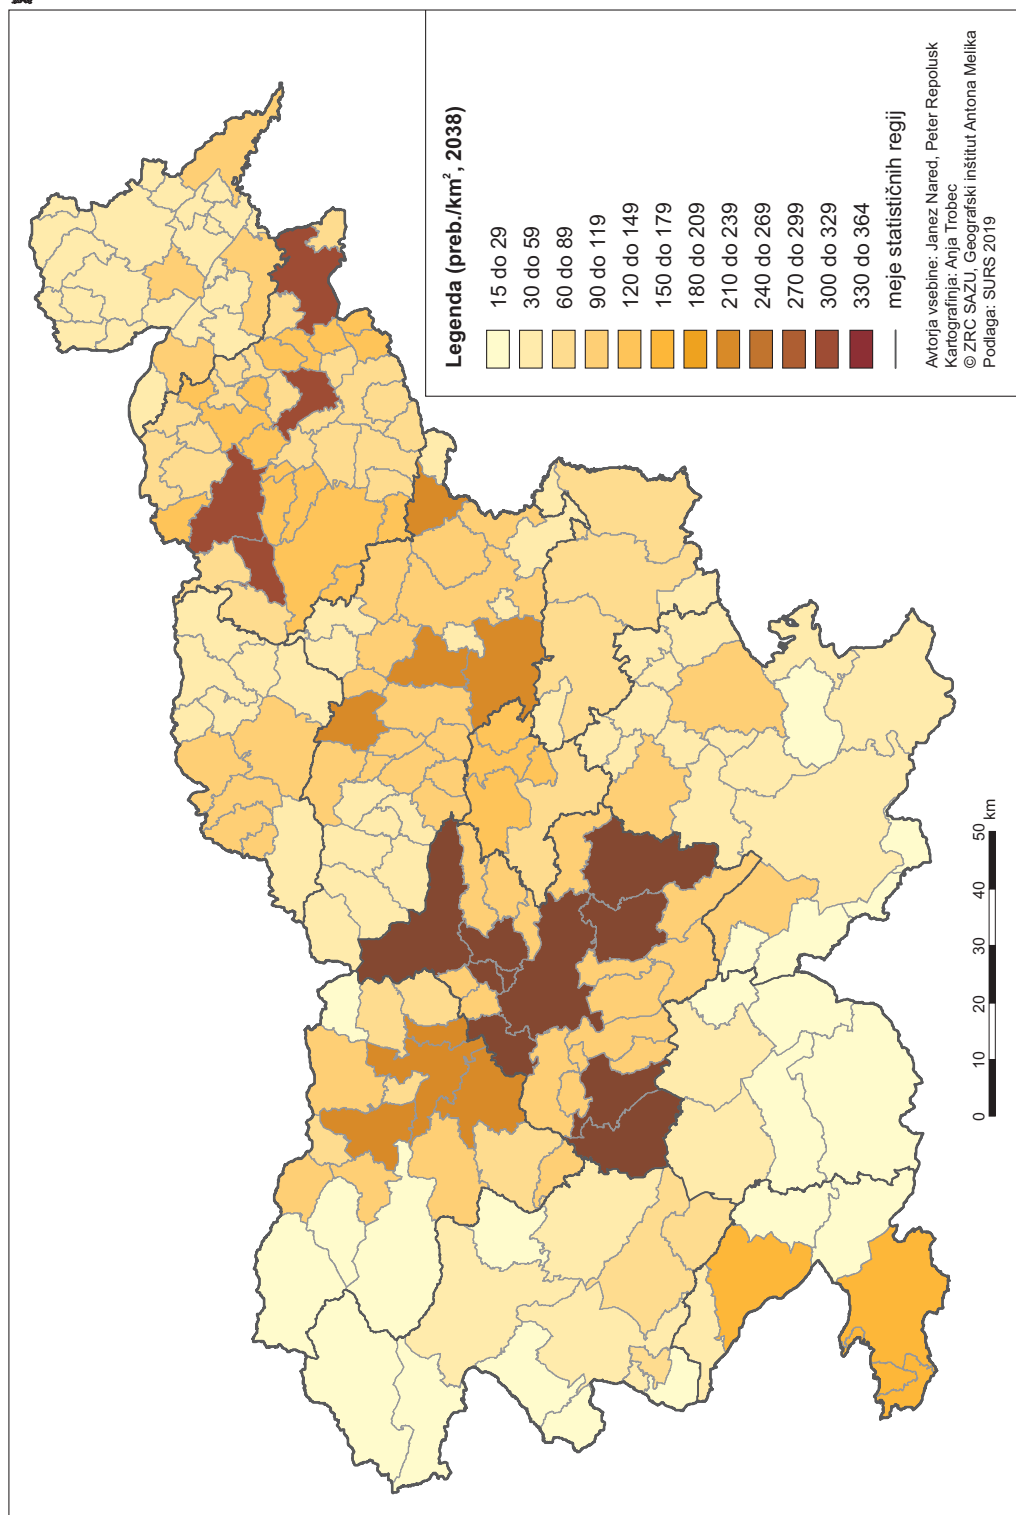 Legenda (preb./km², 2038)
15 do 29
30 do 59
60 do 89
90 do 119
120 do 149
150 do 179
180 do 209
210 do 239
240 do 269
270 do 299
300 do 329
330 do 364
meje statističnih regij
Avtorja vsebine: Janez Nared, Peter Repolusk
Kartografinja: Anja Trobec
© ZRC SAZU, Geografski inštitut Antona Melika
Podlaga: SURS 2019
0 10 20 30 40 50 km